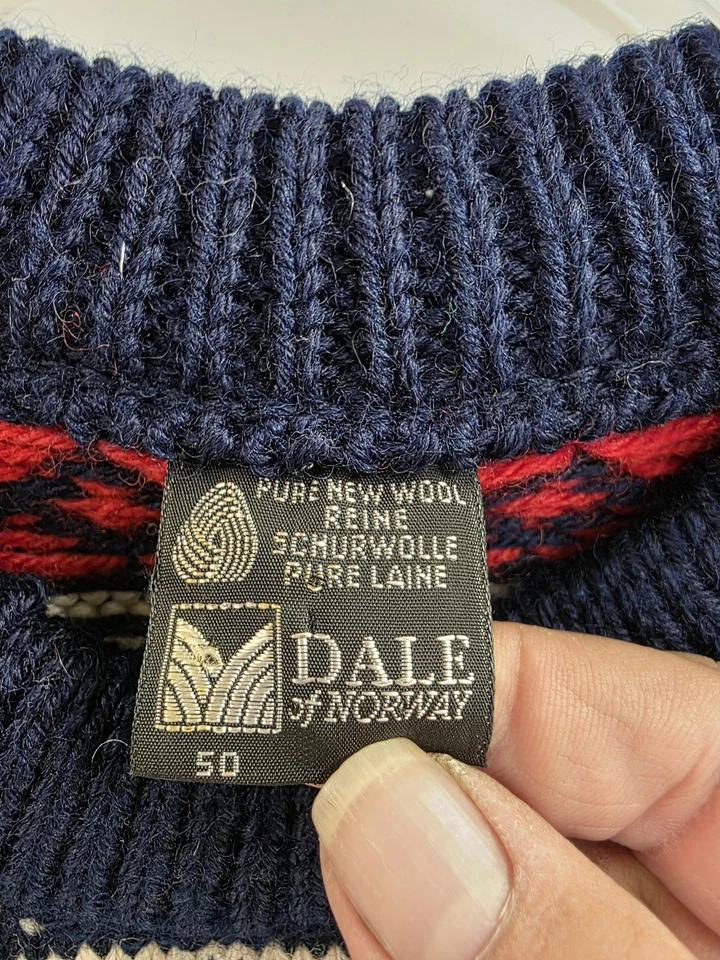 PURE NEW WOOL
REINE
SCHURWOLLE
PURE LAINE
DALE
of NORWAY
50